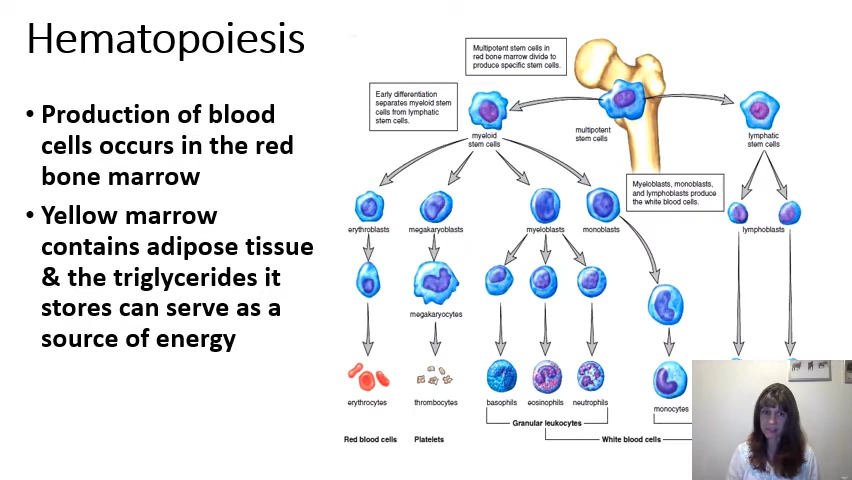 Hematopoiesis
• Production of blood
cells occurs in the red
bone marrow
• Yellow marrow
contains adipose tissue
& the triglycerides it
stores can serve as a
source of energy
Multipotent stem cells in
red bone marrow divide to
produce specific stem cells.
Early differentiation
separates myeloid stem
cells from lymphatic
stem cells.
myeloid
stem cells
multipotent
stem cells
lymphatic
stem cells
Myeloblasts, monoblasts,
and lymphoblasts produce
the white blood cells.
erythroblasts
megakaryoblasts
myeloblasts
monoblasts
lymphoblasts
megakaryocytes
erythrocytes
thrombocytes
basophils
eosinophils
neutrophils
monocytes
Granular leukocytes
Red blood cells
Platelets
White blood cells